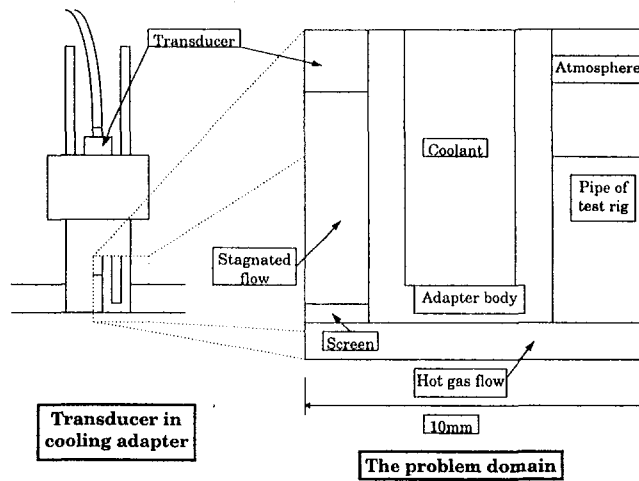 Transducer
Atmosphere
Coolant
Pipe of
test rig
Stagnated
flow
Adapter body
Screen
Hot gas flow
Transducer in
cooling adapter
10mm
The problem domain